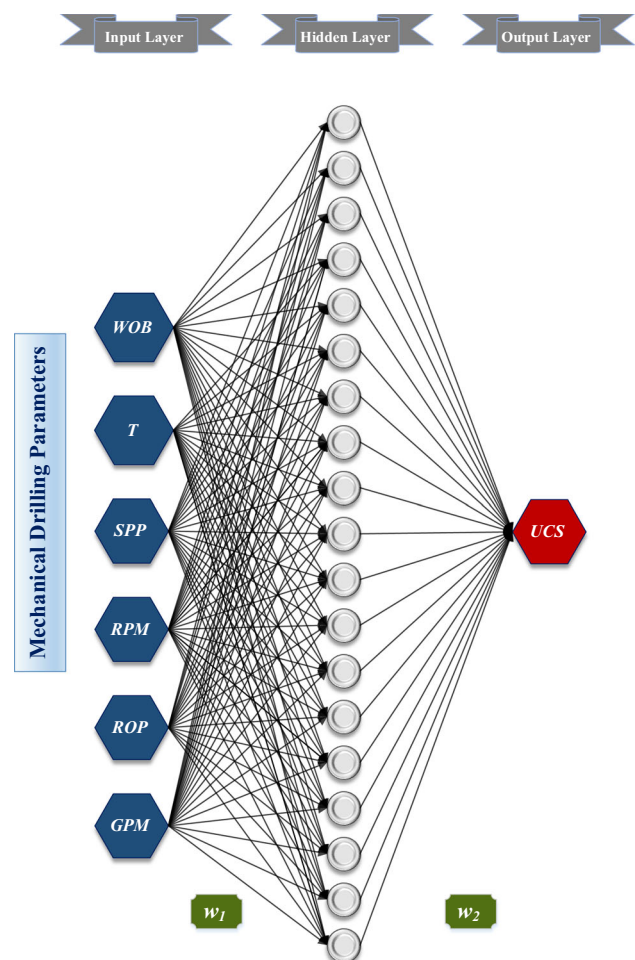 Input Layer
Hidden Layer
Output Layer
Mechanical Drilling Parameters
WOB
T
SPP
RPM
ROP
GPM
UCS
w1
w2